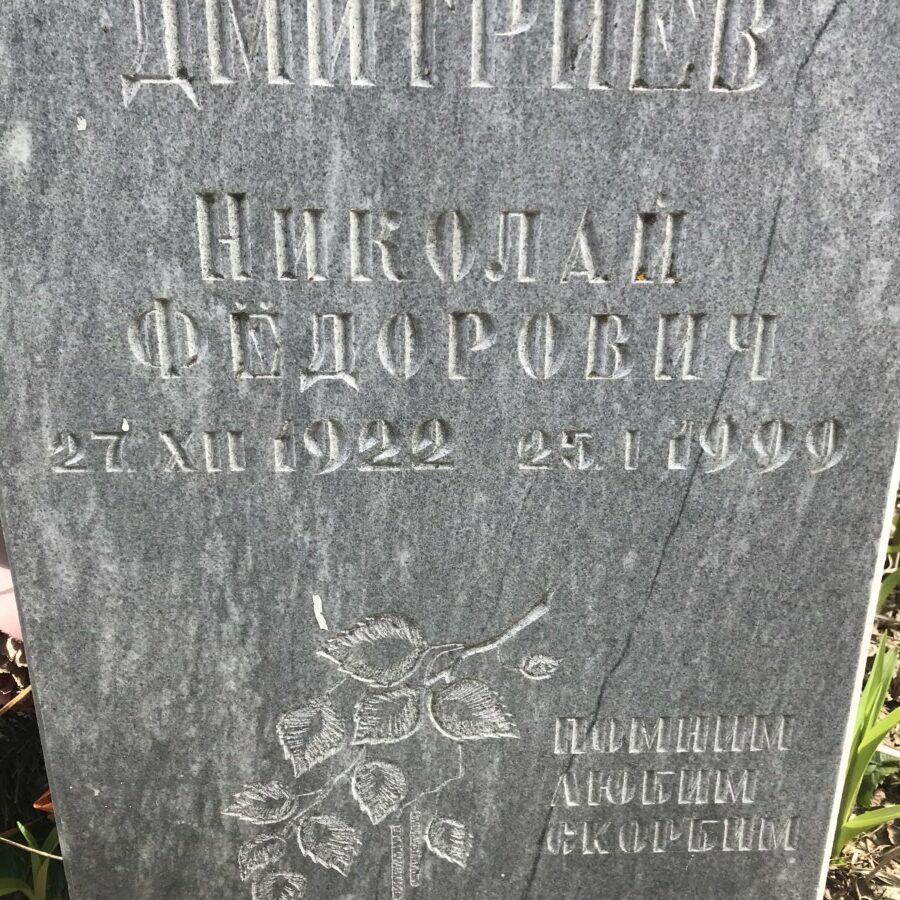 ДМИТРИЕВ
НИКОЛАЙ
ФЁДОРОВИЧ
27. XII 1922 25. I 1999
ПОМНИМ
ЛЮБИМ
СКОРБИМ